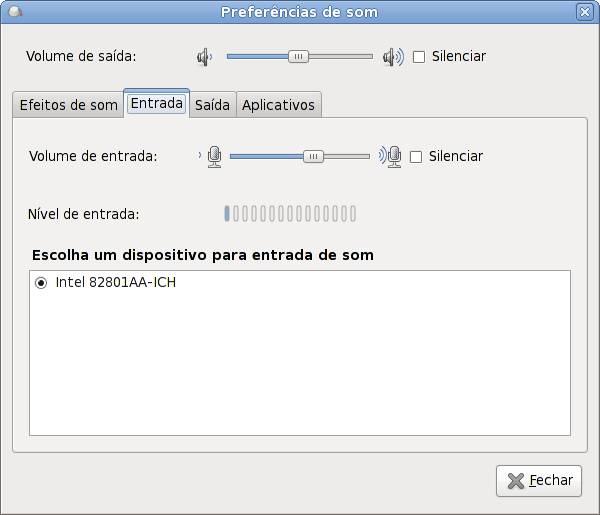 Preferências de som
Volume de saída: Silenciar
Efeitos de som Entrada Saída Aplicativos
Volume de entrada: Silenciar
Nível de entrada:
Escolha um dispositivo para entrada de som
Intel 82801AA-ICH
Fechar